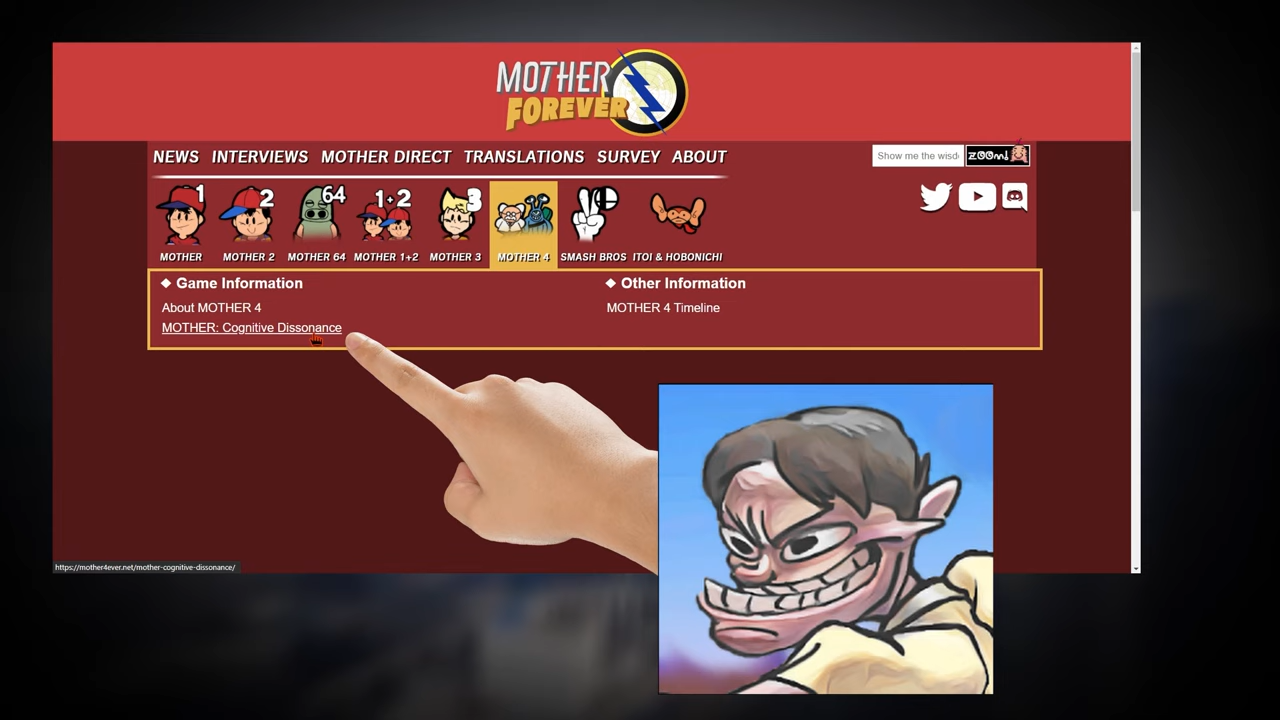 MOTHER
FOREVER
NEWS INTERVIEWS MOTHER DIRECT TRANSLATIONS SURVEY ABOUT
Show me the wisd
ZOOM!
1 2 64 1+2 3
MOTHER MOTHER 2 MOTHER 64 MOTHER 1+2 MOTHER 3 MOTHER 4 SMASH BROS ITOI & HOBONICHI
Game Information
About MOTHER 4
MOTHER: Cognitive Dissonance
Other Information
MOTHER 4 Timeline
https://mother4ever.net/mother-cognitive-dissonance/